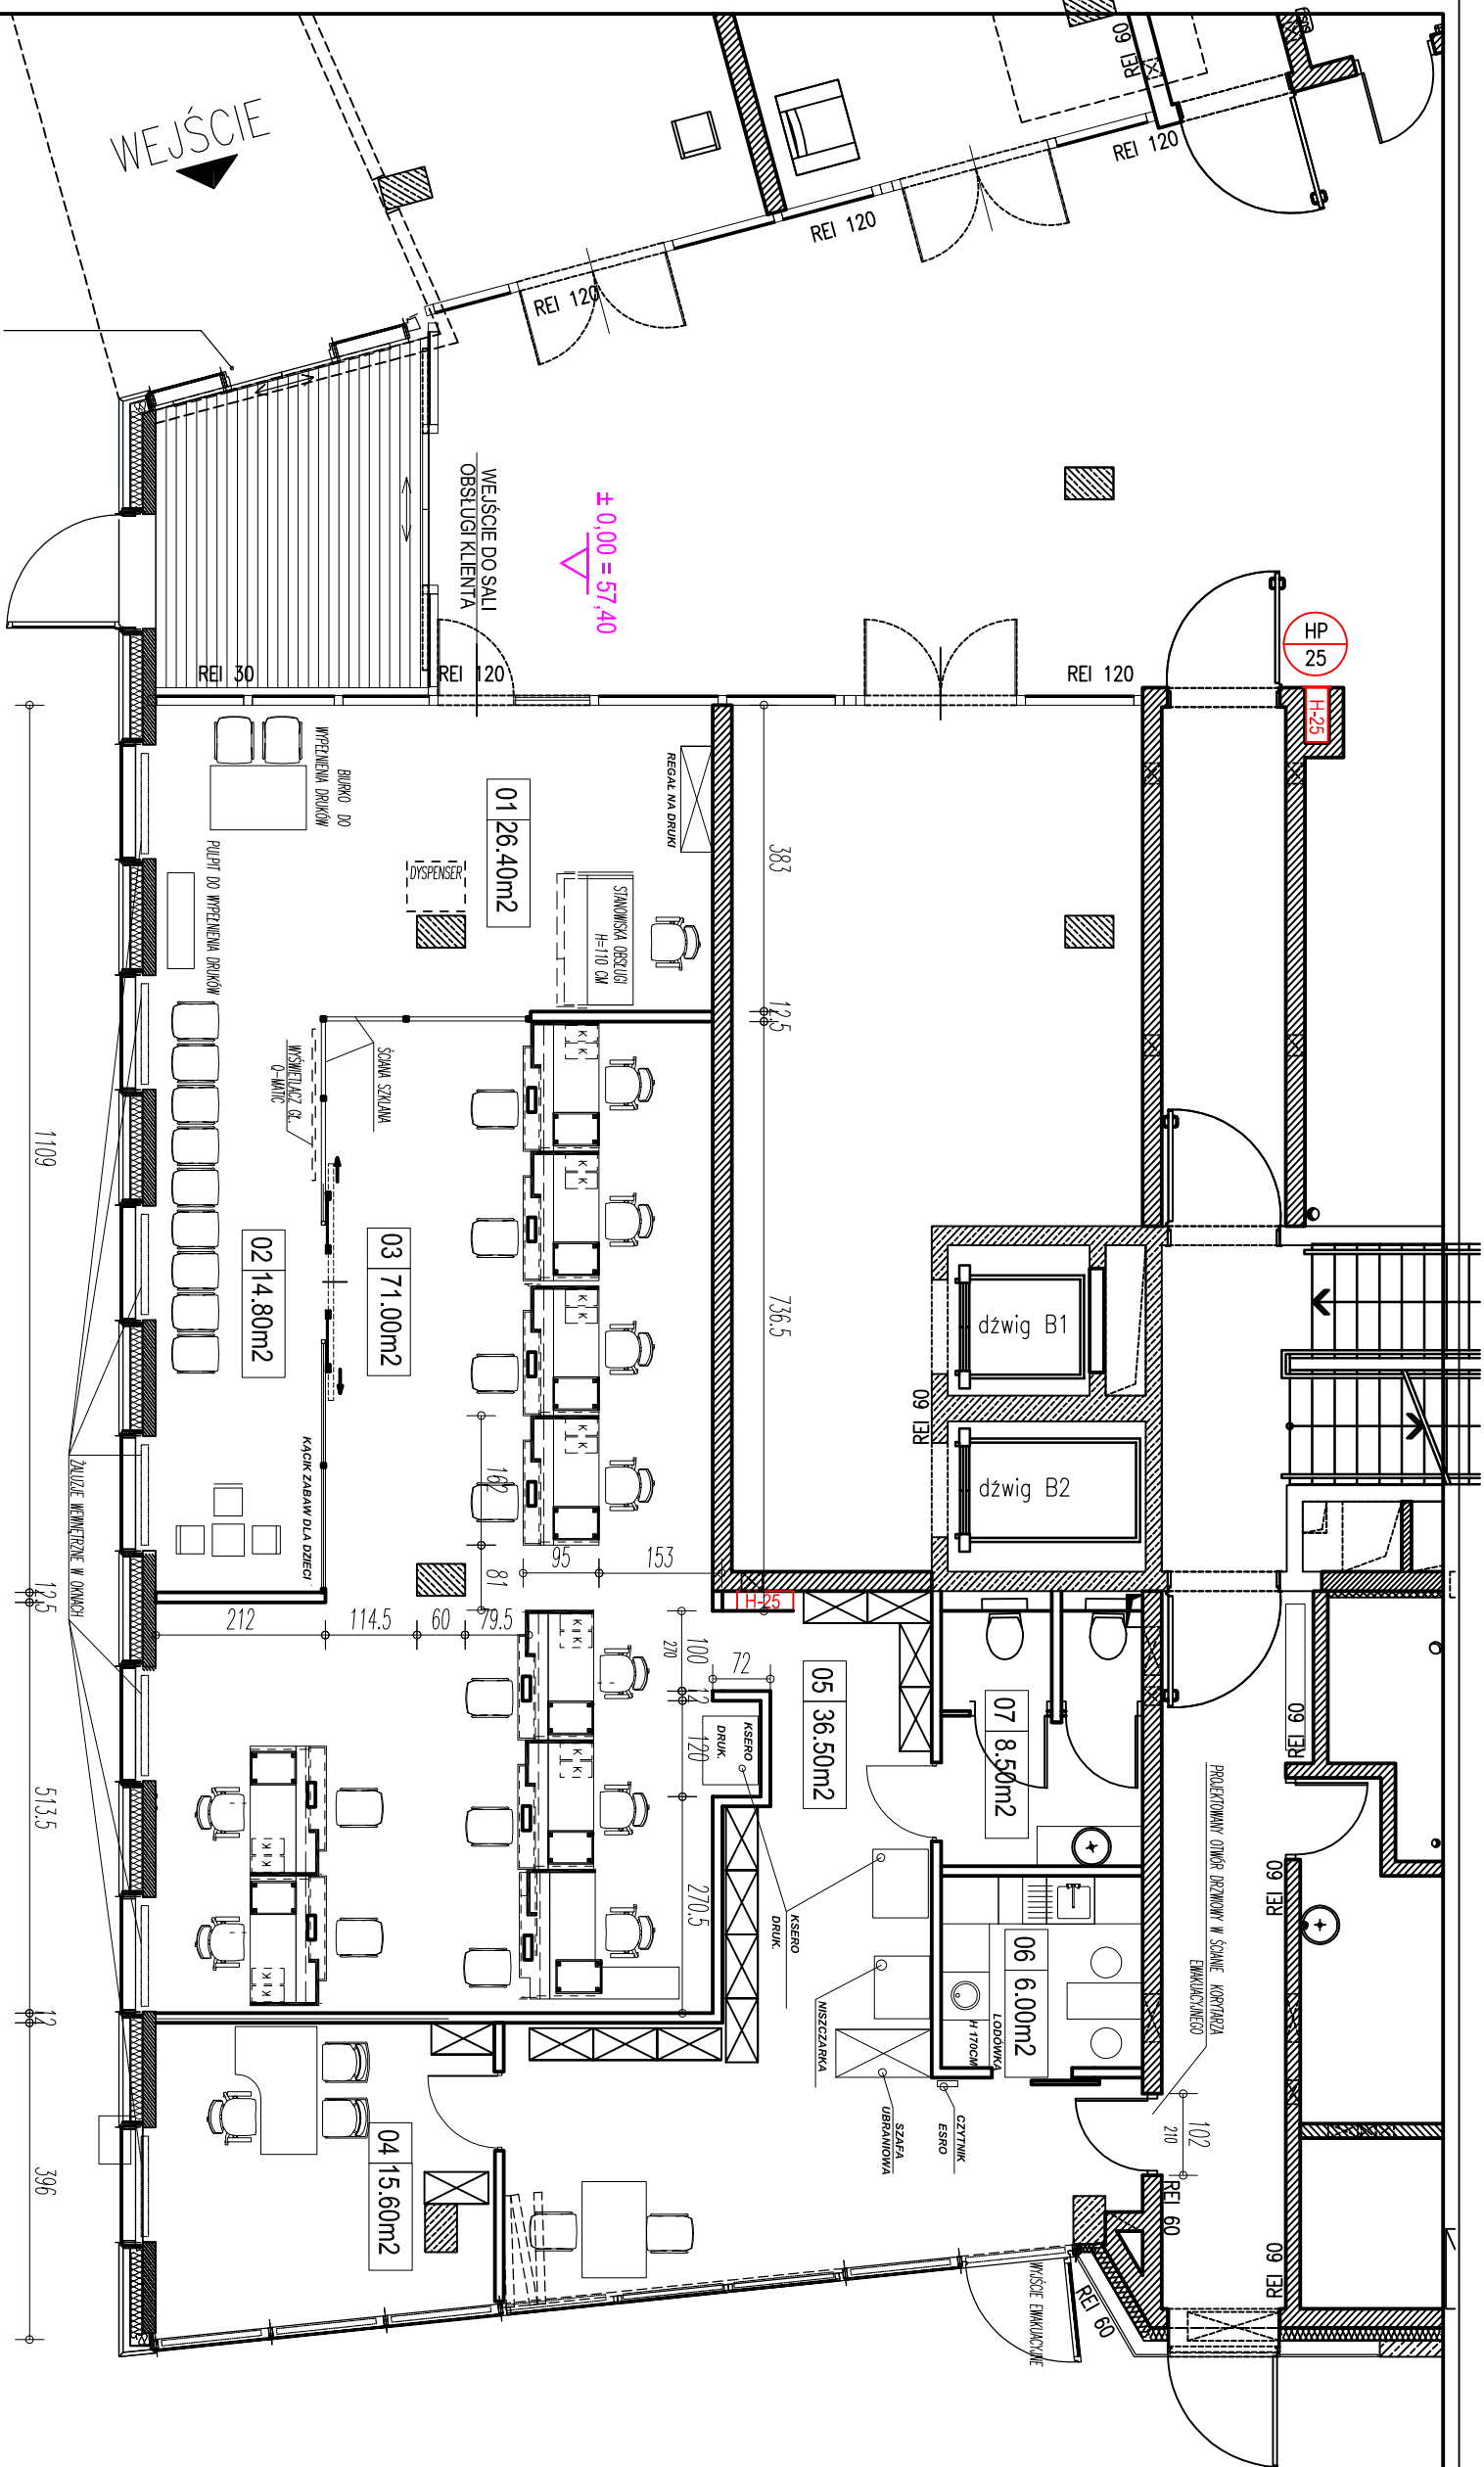 REI 60
REI 120
REI 120
REI 120
WEJŚCIE
WEJŚCIE DO SALI
OBSŁUGI KLIENTA
± 0,00 = 57,40
HP
25
H-25
REI 30
REI 120
REI 120
BIURKO DO
WYPEŁNIENIA DRUKÓW
PULPIT DO WYPEŁNIENIA DRUKÓW
REGAŁ NA DRUKI
01 26.40m2
DYSPENSER
STANOWISKA OBSŁUGI
H=110 CM
383
12.5
736.5
ŚCIANA SZKLANA
WYŚWIETLACZ GŁ.
Q-MATIC
K
K
K
K
K
K
K
K
03 71.00m2
02 14.80m2
KĄCIK ZABAW DLA DZIECI
1109
12.5
513.5
12
396
ŻALUZJE WEWNĘTRZNE W OKNACH
dźwig B1
dźwig B2
REI 60
162
81
95
153
212
114.5
60
79.5
H-25
100
270
12
120
270.5
72
KSERO
DRUK.
05 36.50m2
07 8.50m2
KSERO
DRUK.
NISZCZARKA
06 6.00m2
LODÓWKA
H 170CM
SZAFA
UBRANIOWA
CZYTNIK
ESRO
04 15.60m2
PROJEKTOWANY OTWÓR DRZWIOWY W ŚCIANIE KORYTARZA
EWAKUACYJNEGO
102
210
REI 60
REI 60
REI 60
REI 60
REI 60
WYJŚCIE EWAKUACYJNE